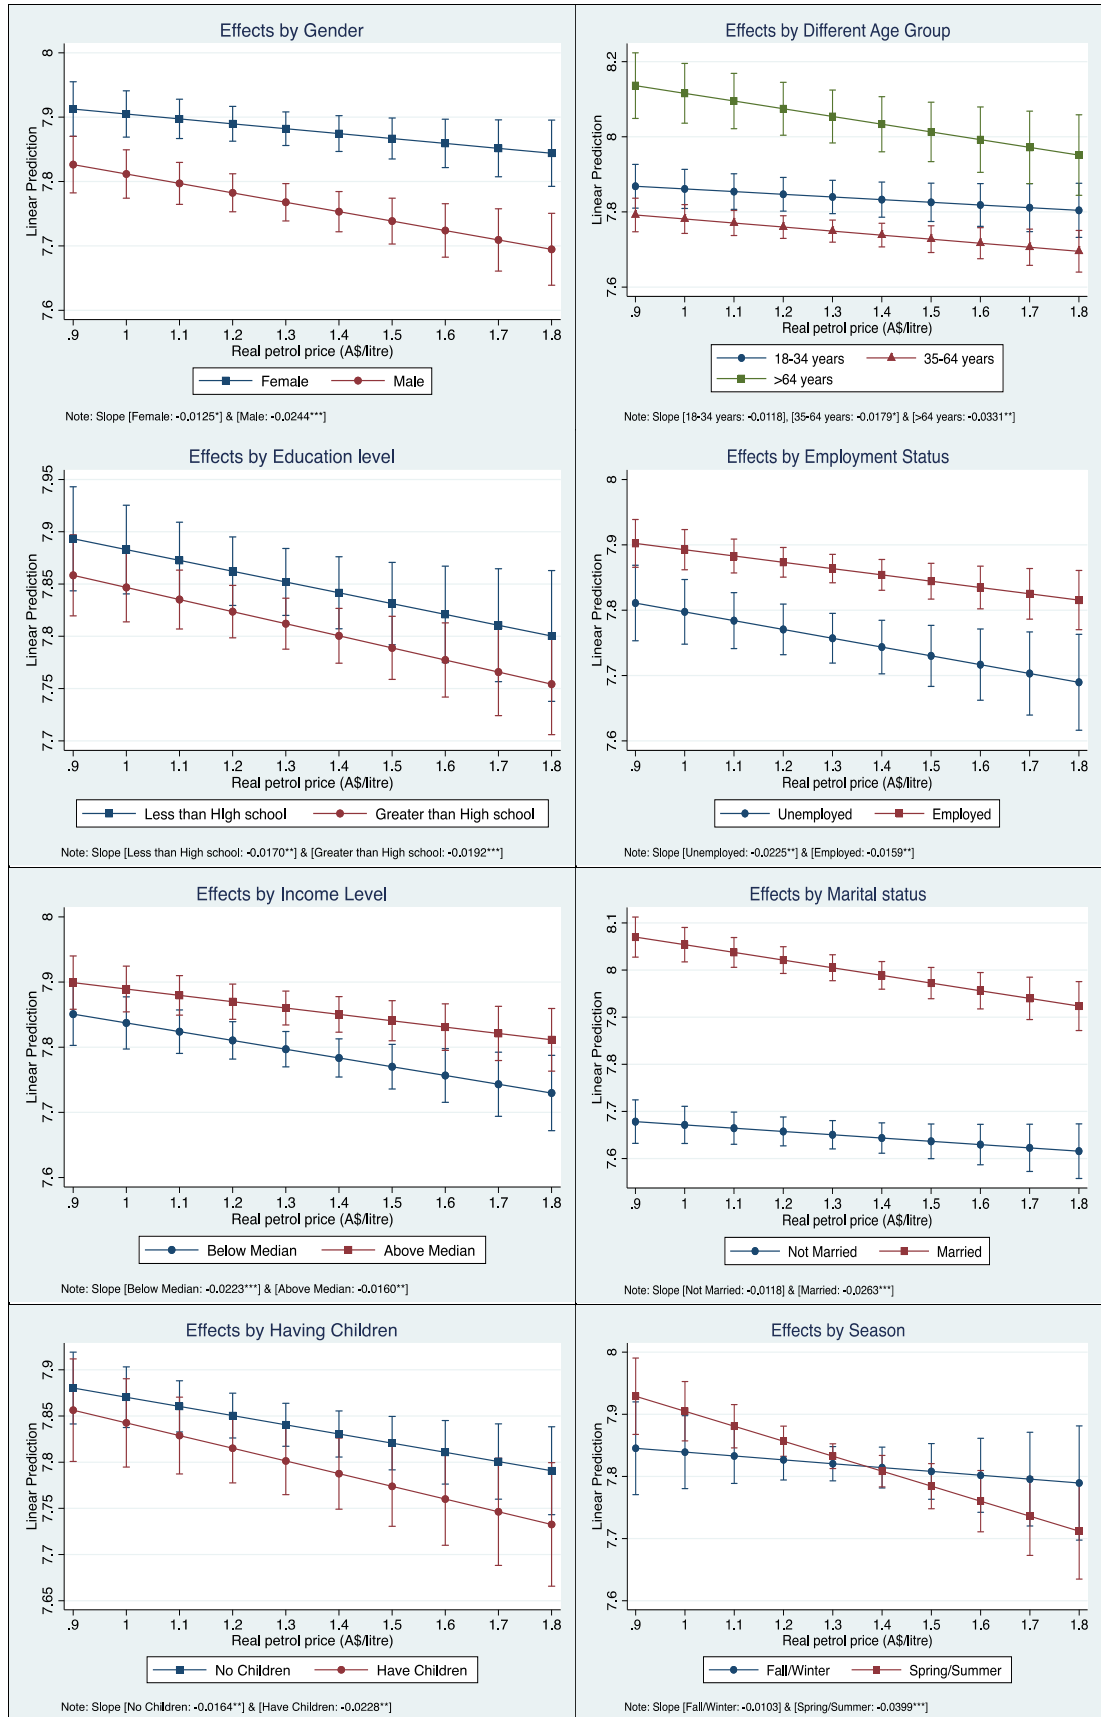 Effects by Gender
Linear Prediction
8
7.9
7.8
7.7
7.6
.9 1 1.1 1.2 1.3 1.4 1.5 1.6 1.7 1.8
Real petrol price (A$/litre)
Female Male
Note: Slope [Female: -0.0125*] & [Male: -0.0244***]
Effects by Different Age Group
Linear Prediction
8.2
8
7.8
7.6
.9 1 1.1 1.2 1.3 1.4 1.5 1.6 1.7 1.8
Real petrol price (A$/litre)
18-34 years 35-64 years
>64 years
Note: Slope [18-34 years: -0.0118], [35-64 years: -0.0179*] & [>64 years: -0.0331**]
Effects by Education level
Linear Prediction
7.95
7.9
7.85
7.8
7.75
7.7
.9 1 1.1 1.2 1.3 1.4 1.5 1.6 1.7 1.8
Real petrol price (A$/litre)
Less than HIgh school Greater than High school
Note: Slope [Less than High school: -0.0170**] & [Greater than High school: -0.0192***]
Effects by Employment Status
Linear Prediction
8
7.9
7.8
7.7
7.6
.9 1 1.1 1.2 1.3 1.4 1.5 1.6 1.7 1.8
Real petrol price (A$/litre)
Unemployed Employed
Note: Slope [Unemployed: -0.0225**] & [Employed: -0.0159**]
Effects by Income Level
Linear Prediction
8
7.9
7.8
7.7
7.6
.9 1 1.1 1.2 1.3 1.4 1.5 1.6 1.7 1.8
Real petrol price (A$/litre)
Below Median Above Median
Note: Slope [Below Median: -0.0223***] & [Above Median: -0.0160**]
Effects by Marital status
Linear Prediction
8.1
8
7.9
7.8
7.7
7.6
.9 1 1.1 1.2 1.3 1.4 1.5 1.6 1.7 1.8
Real petrol price (A$/litre)
Not Married Married
Note: Slope [Not Married: -0.0118] & [Married: -0.0263***]
Effects by Having Children
Linear Prediction
7.9
7.85
7.8
7.75
7.7
7.65
.9 1 1.1 1.2 1.3 1.4 1.5 1.6 1.7 1.8
Real petrol price (A$/litre)
No Children Have Children
Note: Slope [No Children: -0.0164**] & [Have Children: -0.0228**]
Effects by Season
Linear Prediction
8
7.9
7.8
7.7
7.6
.9 1 1.1 1.2 1.3 1.4 1.5 1.6 1.7 1.8
Real petrol price (A$/litre)
Fall/Winter Spring/Summer
Note: Slope [Fall/Winter: -0.0103] & [Spring/Summer: -0.0399***]